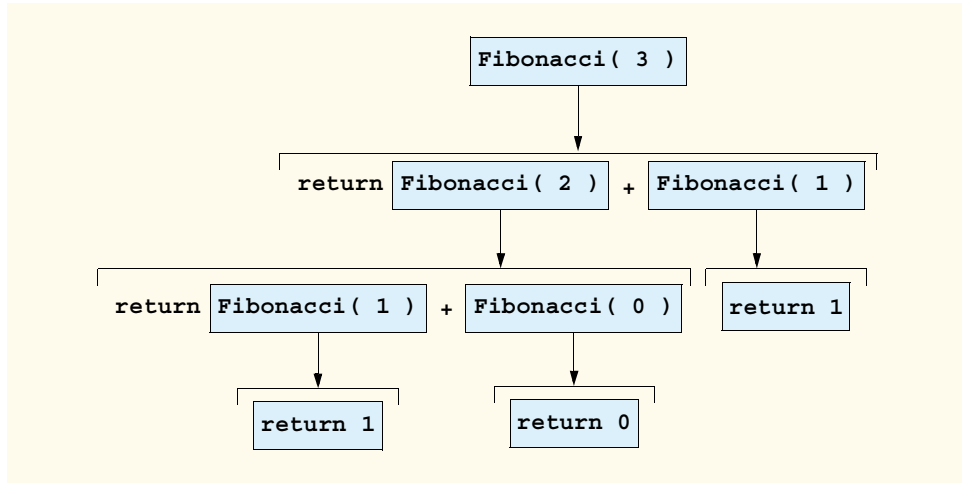 Fibonacci( 3 )
return Fibonacci( 2 ) + Fibonacci( 1 )
return Fibonacci( 1 ) + Fibonacci( 0 ) return 1
return 1 return 0